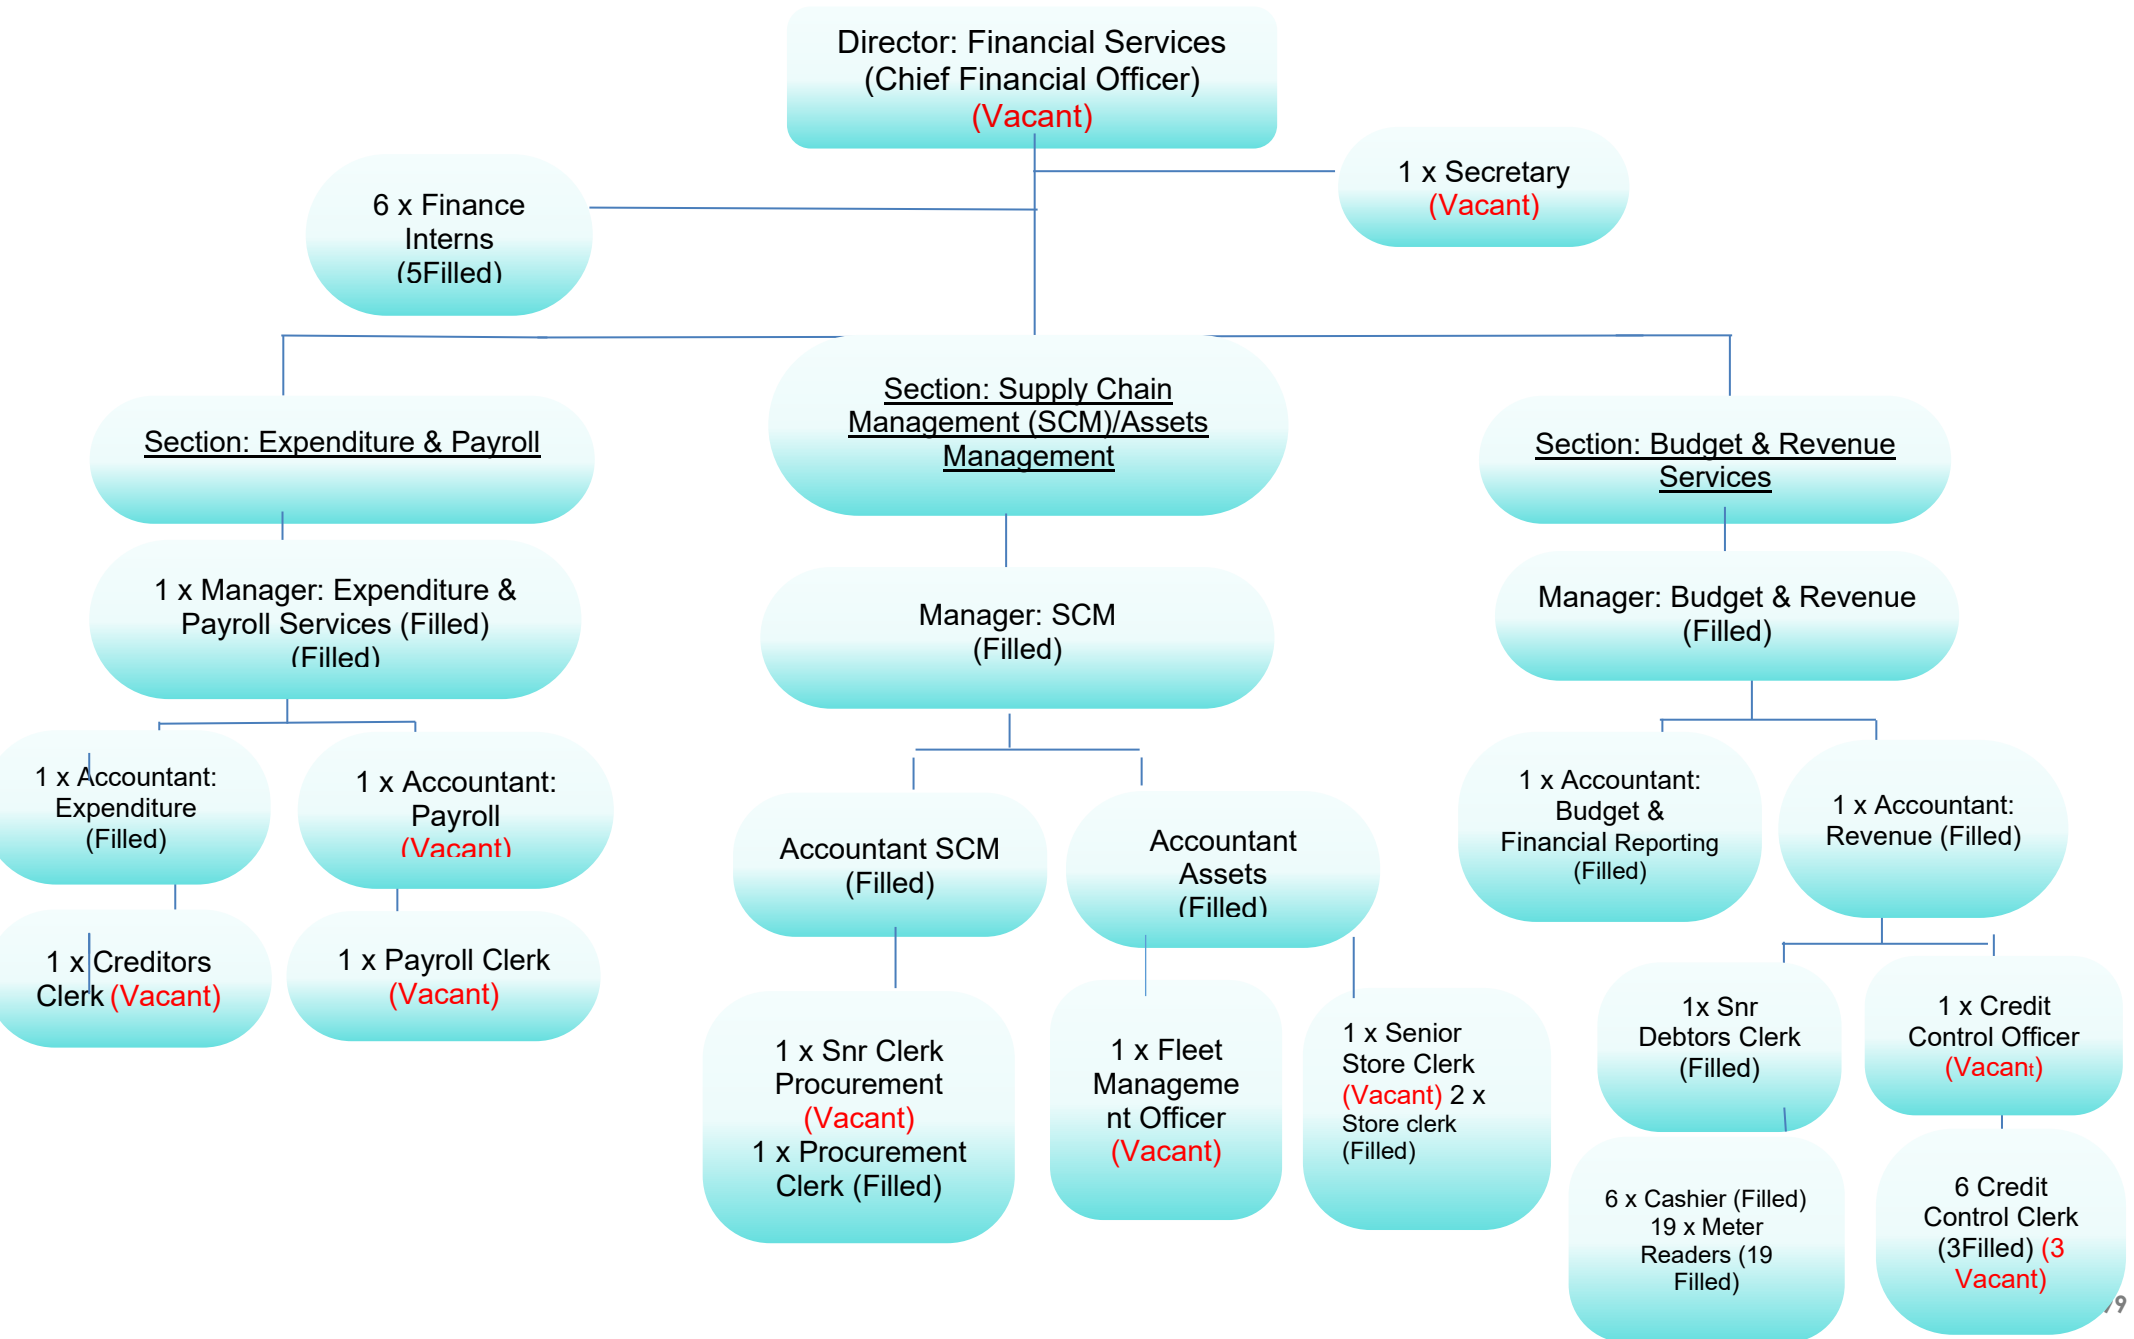 Director: Financial Services
(Chief Financial Officer)
(Vacant)
1 x Secretary
(Vacant)
6 x Finance
Interns
(5Filled)
Section: Expenditure & Payroll
Section: Supply Chain
Management (SCM)/Assets
Management
Section: Budget & Revenue
Services
1 x Manager: Expenditure &
Payroll Services (Filled)
(Filled)
Manager: SCM
(Filled)
Manager: Budget & Revenue
(Filled)
1 x Accountant:
Expenditure
(Filled)
1 x Accountant:
Payroll
(Vacant)
Accountant SCM
(Filled)
Accountant
Assets
(Filled)
1 x Accountant:
Budget &
Financial Reporting
(Filled)
1 x Accountant:
Revenue (Filled)
1 x Creditors
Clerk (Vacant)
1 x Payroll Clerk
(Vacant)
1 x Snr Clerk
Procurement
(Vacant)
1 x Procurement
Clerk (Filled)
1 x Fleet
Manageme
nt Officer
(Vacant)
1 x Senior
Store Clerk
(Vacant) 2 x
Store clerk
(Filled)
1x Snr
Debtors Clerk
(Filled)
1 x Credit
Control Officer
(Vacant)
6 x Cashier (Filled)
19 x Meter
Readers (19
Filled)
6 Credit
Control Clerk
(3Filled) (3
Vacant)